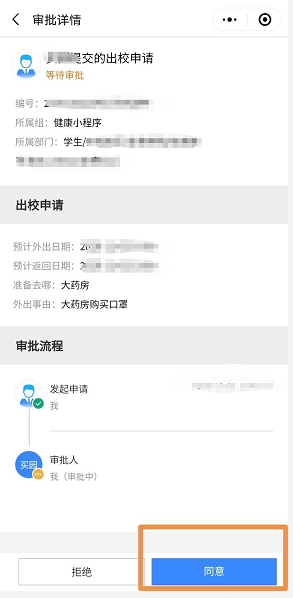 审批详情
提交的出校申请
等待审批
编号：
所属组：健康小程序
所属部门：学生/
出校申请
预计外出日期：
预计返回日期：
准备去哪：大药房
外出事由：大药房购买口罩
审批流程
发起申请
我
买园
审批人
我（审批中）
拒绝
同意